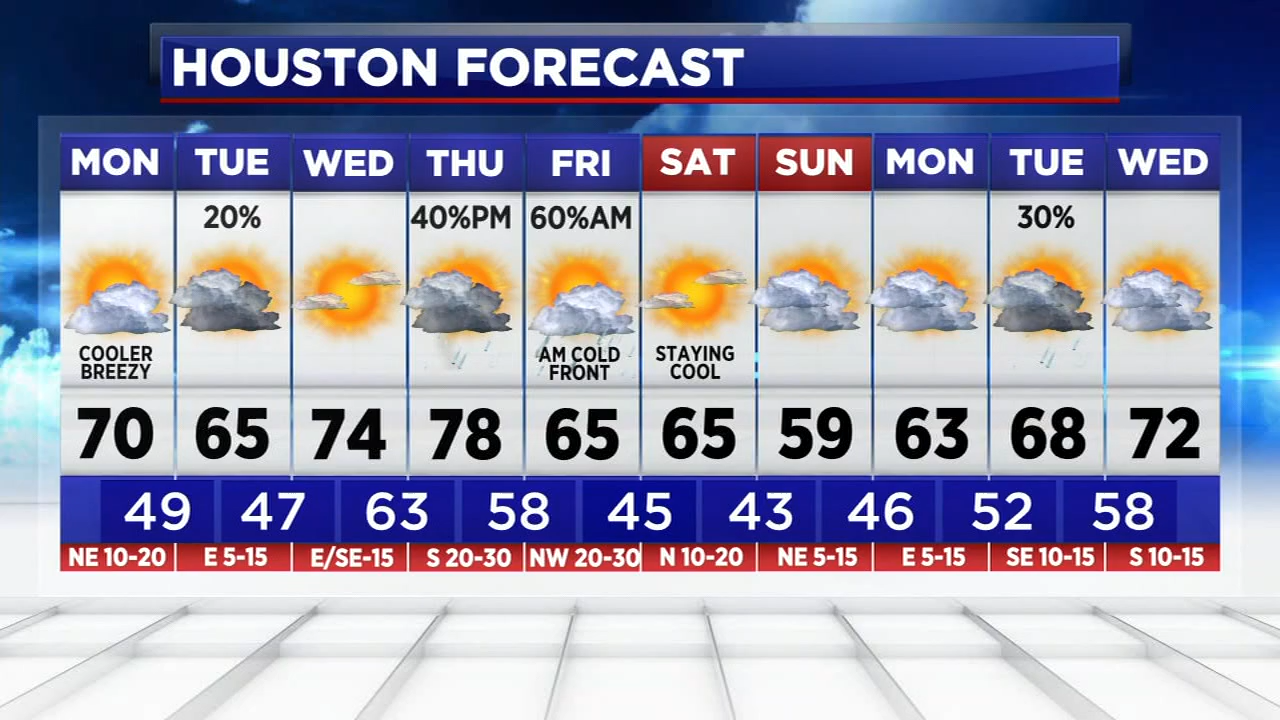 HOUSTON FORECAST
MON TUE WED THU FRI SAT SUN MON TUE WED
20% 40%PM 60%AM 30%
COOLER AM COLD STAYING
BREEZY FRONT COOL
70 65 74 78 65 65 59 63 68 72
49 47 63 58 45 43 46 52 58
NE 10-20 E 5-15 E/SE-15 S 20-30 NW 20-30 N 10-20 NE 5-15 E 5-15 SE 10-15 S 10-15